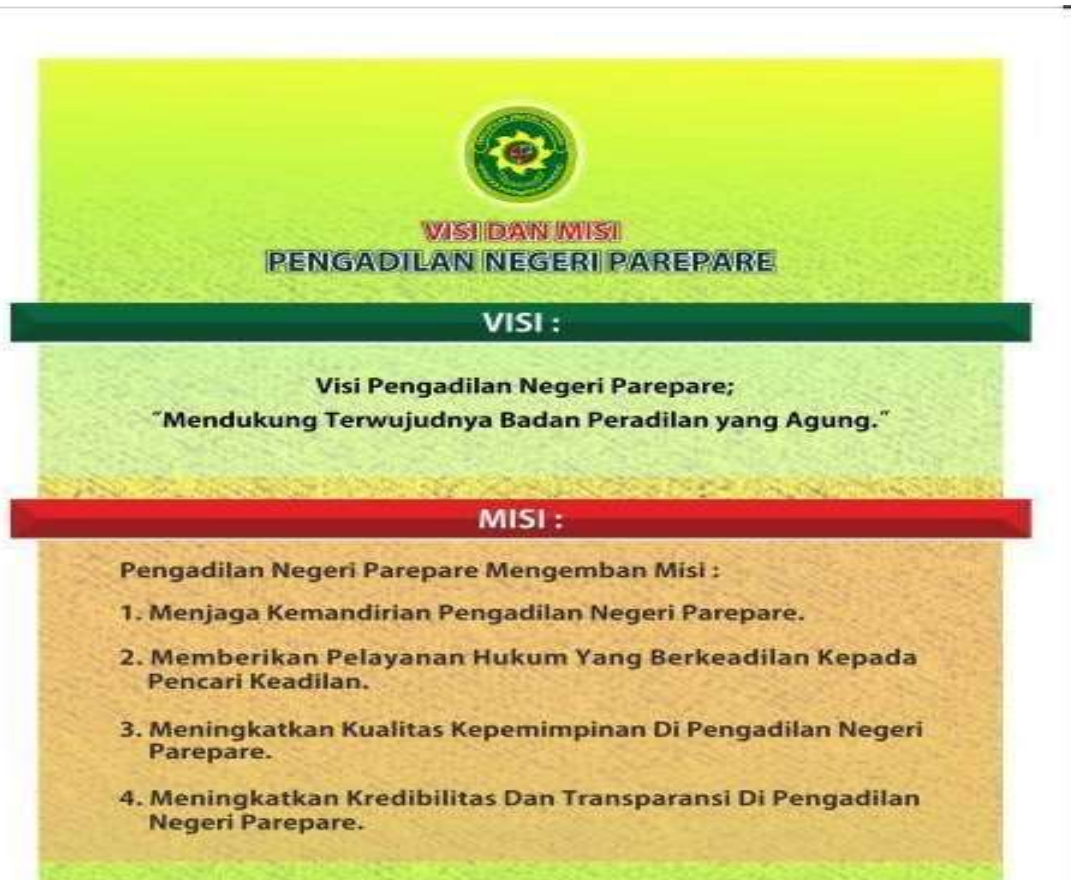 VISI DAN MISI
PENGADILAN NEGERI PAREPARE
VISI :
Visi Pengadilan Negeri Parepare;
"Mendukung Terwujudnya Badan Peradilan yang Agung."
MISI :
Pengadilan Negeri Parepare Mengemban Misi :
1. Menjaga Kemandirian Pengadilan Negeri Parepare.
2. Memberikan Pelayanan Hukum Yang Berkeadilan Kepada
Pencari Keadilan.
3. Meningkatkan Kualitas Kepemimpinan Di Pengadilan Negeri
Parepare.
4. Meningkatkan Kredibilitas Dan Transparansi Di Pengadilan
Negeri Parepare.